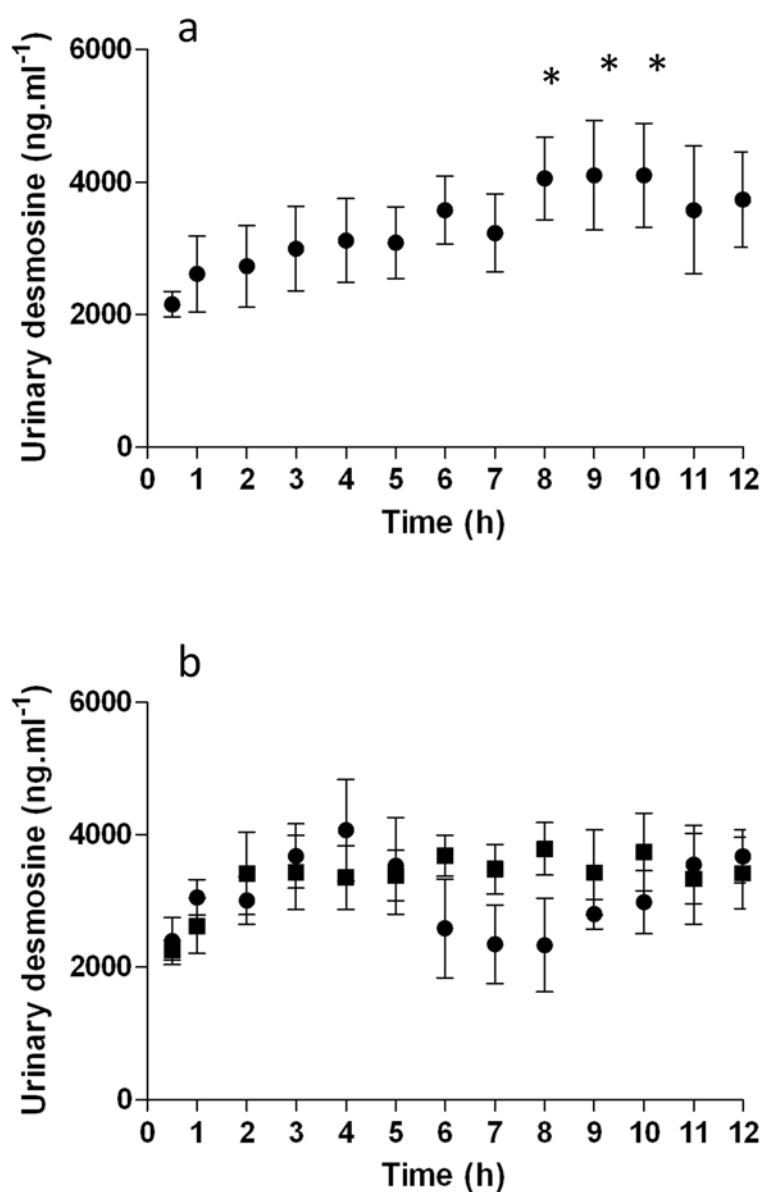 a
Urinary desmosine (ng.ml-1)
6000
4000
2000
0
* * *
0 1 2 3 4 5 6 7 8 9 10 11 12
Time (h)
b
Urinary desmosine (ng.ml-1)
6000
4000
2000
0
0 1 2 3 4 5 6 7 8 9 10 11 12
Time (h)